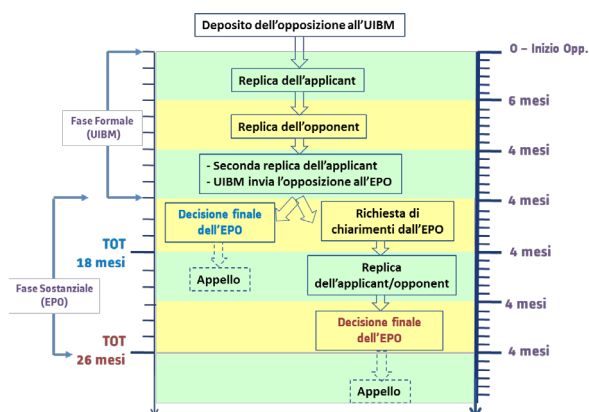 Deposito dell'opposizione all'UIBM
0 – Inizio Opp.
Replica dell'applicant
6 mesi
Fase Formale
(UIBM)
Replica dell'opponent
4 mesi
- Seconda replica dell'applicant
- UIBM invia l'opposizione all'EPO
4 mesi
Decisione finale
dell'EPO
Richiesta di
chiarimenti dall'EPO
TOT
18 mesi
4 mesi
Appello
Replica
dell'applicant/opponent
Fase Sostanziale
(EPO)
4 mesi
Decisione finale
dell'EPO
TOT
26 mesi
4 mesi
Appello